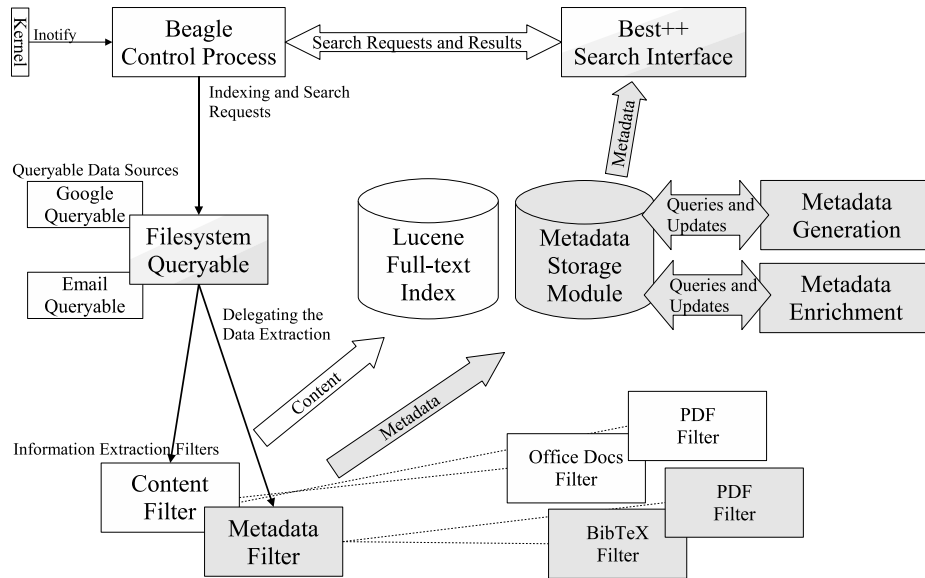 Kernel
Inotify
Beagle
Control Process
Search Requests and Results
Best++
Search Interface
Indexing and Search
Requests
Metadata
Queryable Data Sources
Google
Queryable
Filesystem
Queryable
Email
Queryable
Lucene
Full-text
Index
Metadata
Storage
Module
Queries and
Updates
Metadata
Generation
Queries and
Updates
Metadata
Enrichment
Delegating the
Data Extraction
Content
Metadata
Information Extraction Filters
Content
Filter
Metadata
Filter
Office Docs
Filter
PDF
Filter
BibTeX
Filter
PDF
Filter